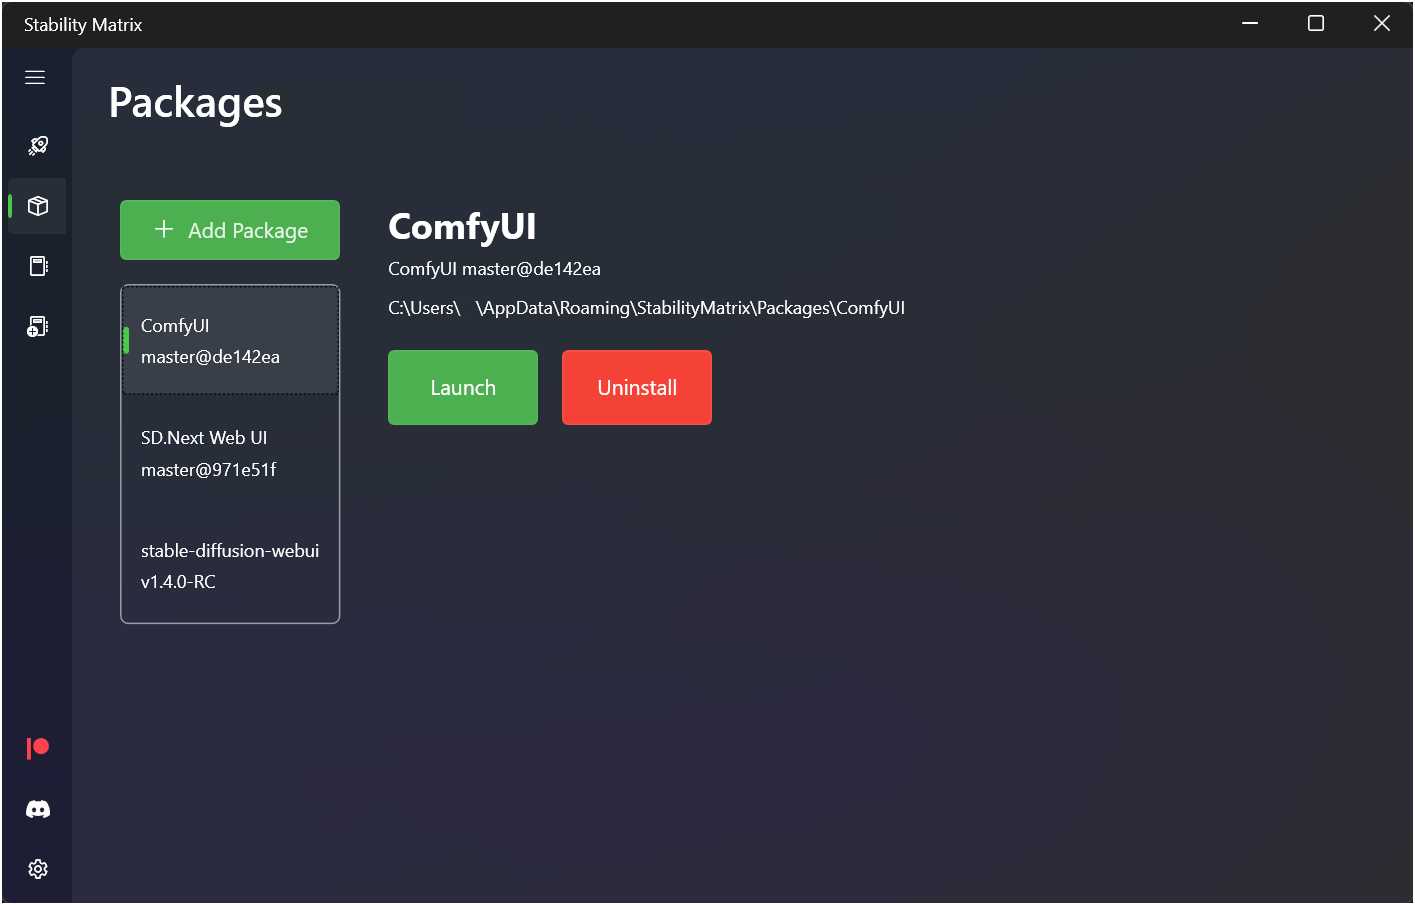 Stability Matrix
Packages
Add Package
ComfyUI
master@de142ea
SD.Next Web UI
master@971e51f
stable-diffusion-webui
v1.4.0-RC
ComfyUI
ComfyUI master@de142ea
C:\Users\   \AppData\Roaming\StabilityMatrix\Packages\ComfyUI
Launch
Uninstall